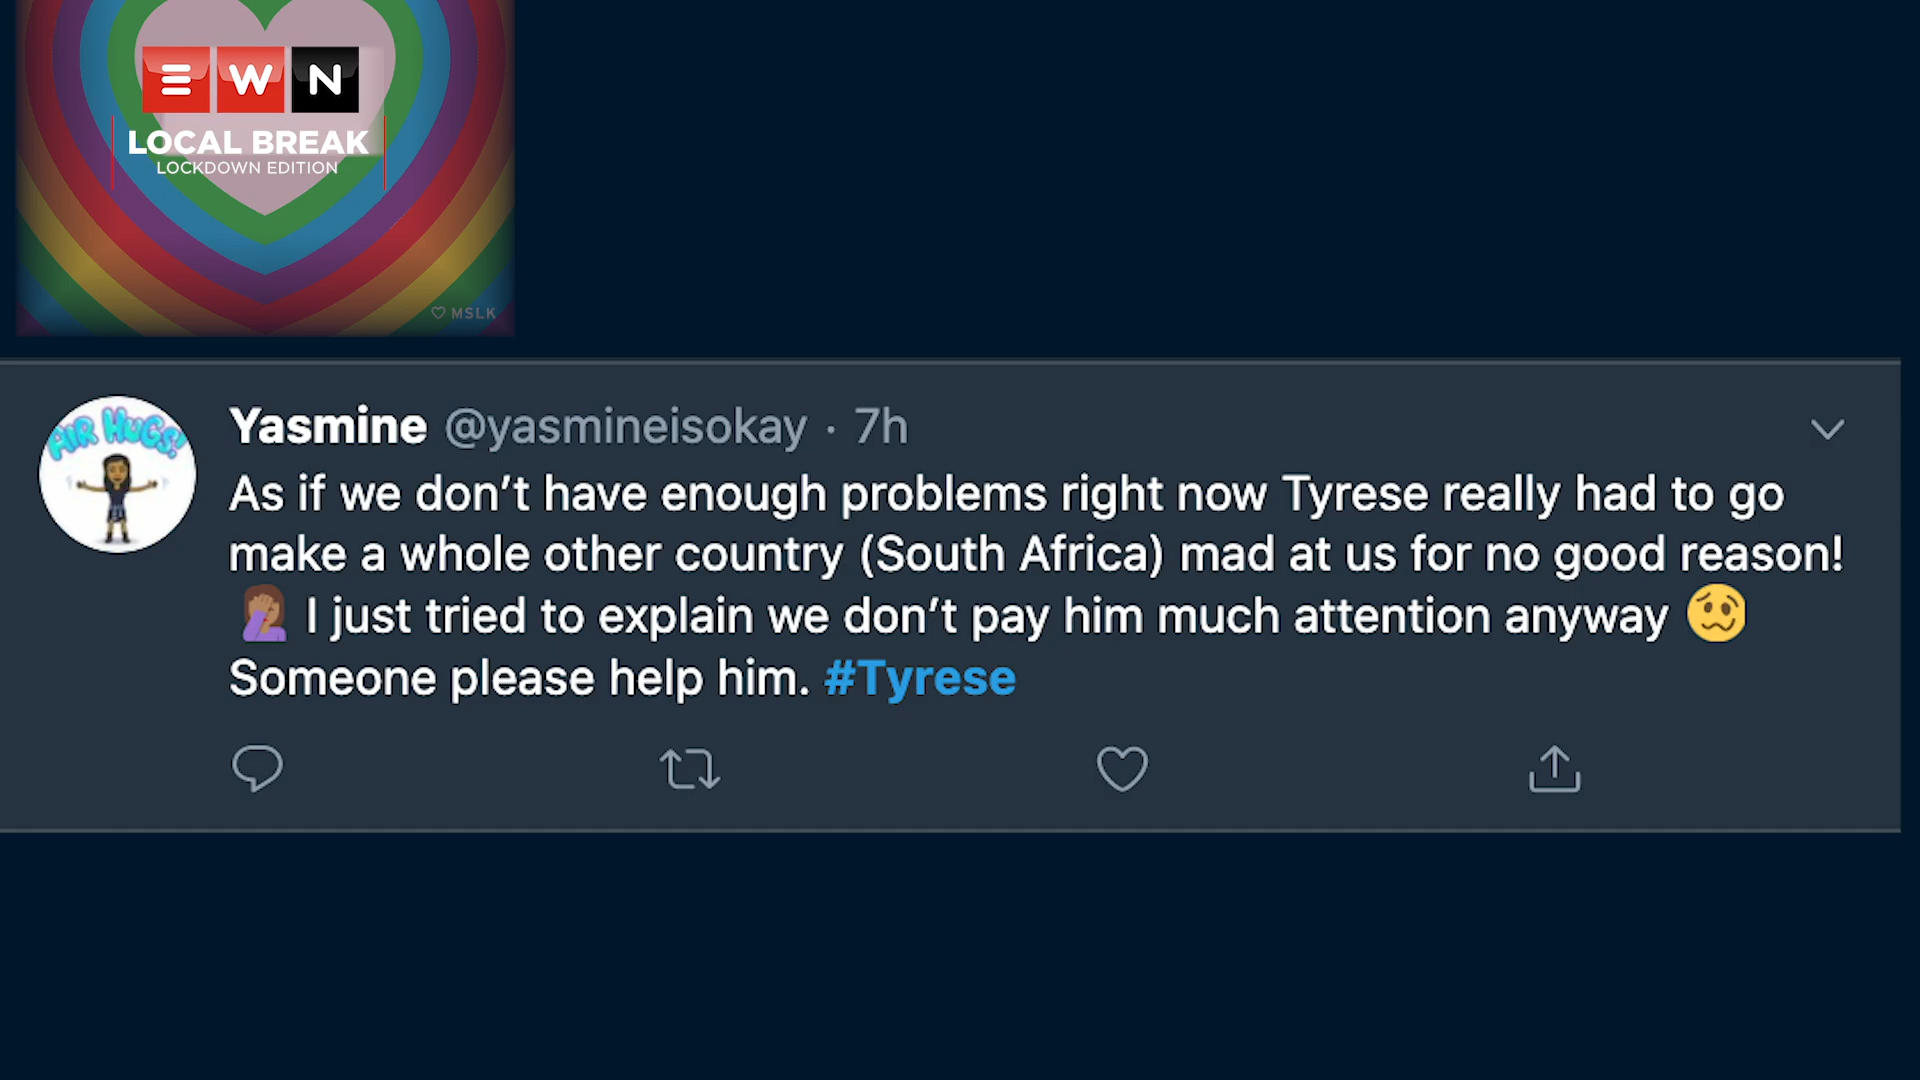 EWN
LOCAL BREAK
LOCKDOWN EDITION
♡ MSLK
AIR HUGS!
Yasmine @yasmineisokay · 7h
As if we don’t have enough problems right now Tyrese really had to go
make a whole other country (South Africa) mad at us for no good reason!
🤦🏾‍♀️ I just tried to explain we don’t pay him much attention anyway 🥴
Someone please help him. #Tyrese